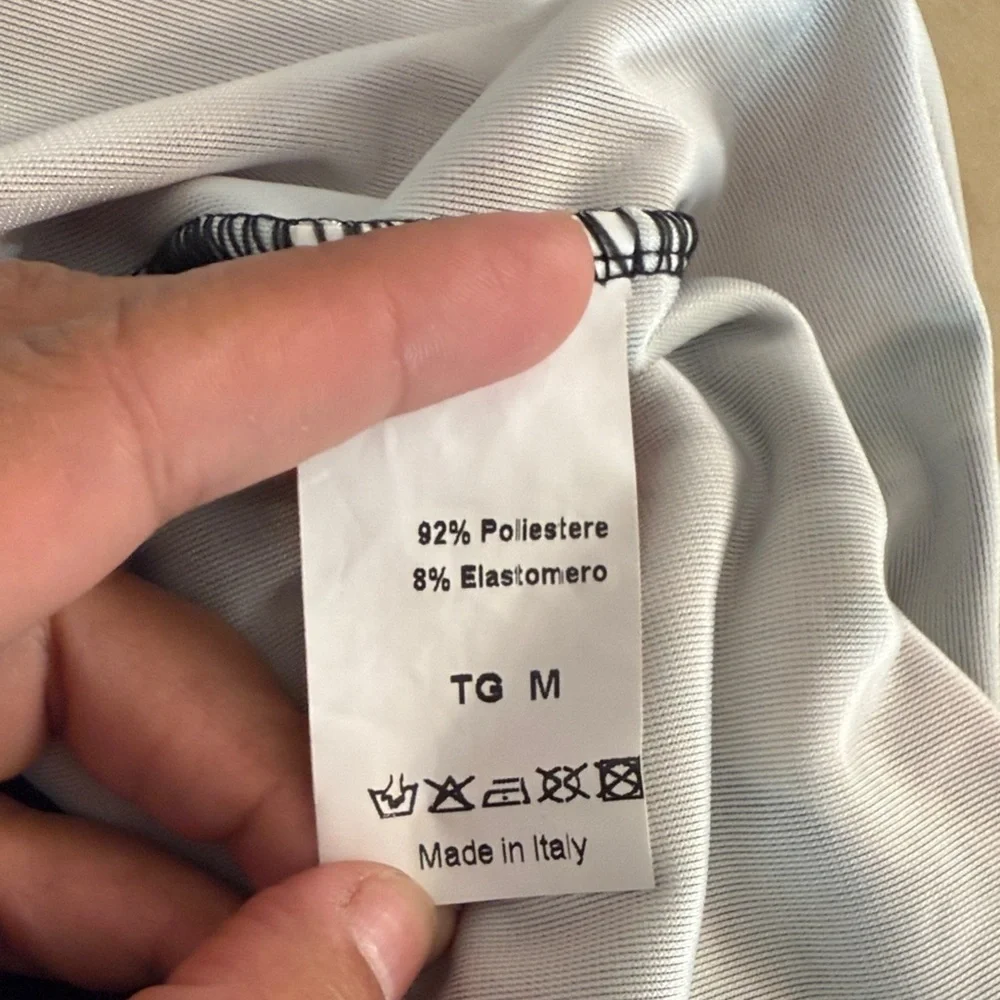 92% Poliestere
8% Elastomero
TG M
Made in Italy